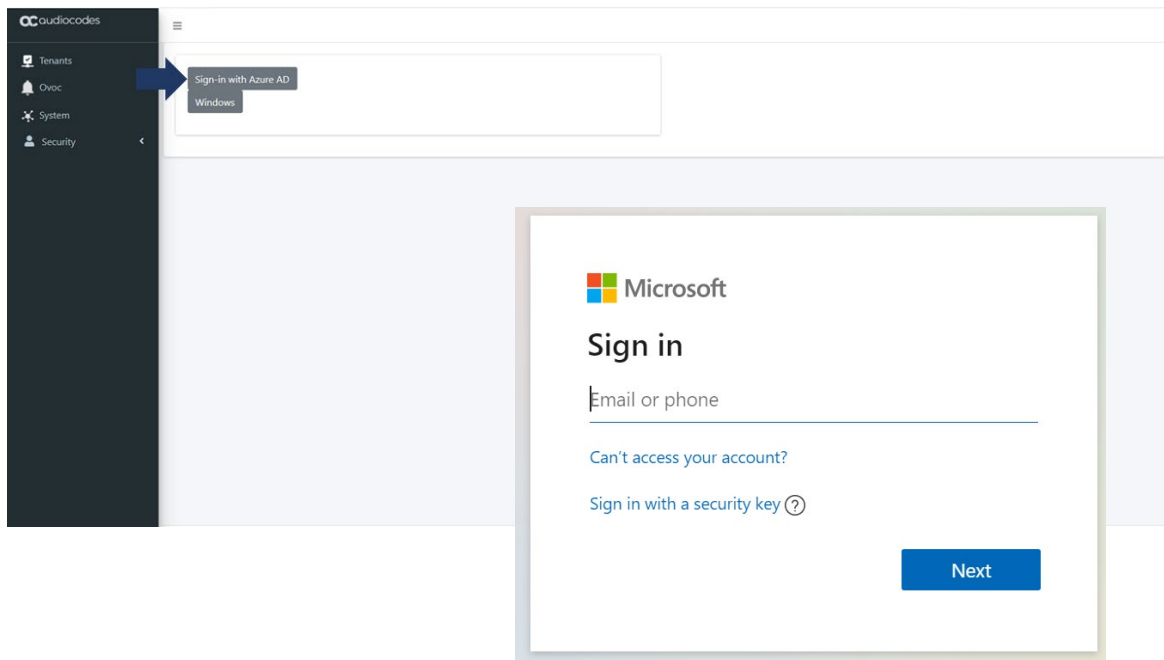 audiocodes
Tenants
Ovoc
System
Security
Sign-in with Azure AD
Windows
Microsoft
Sign in
Email or phone
Can't access your account?
Sign in with a security key
Next